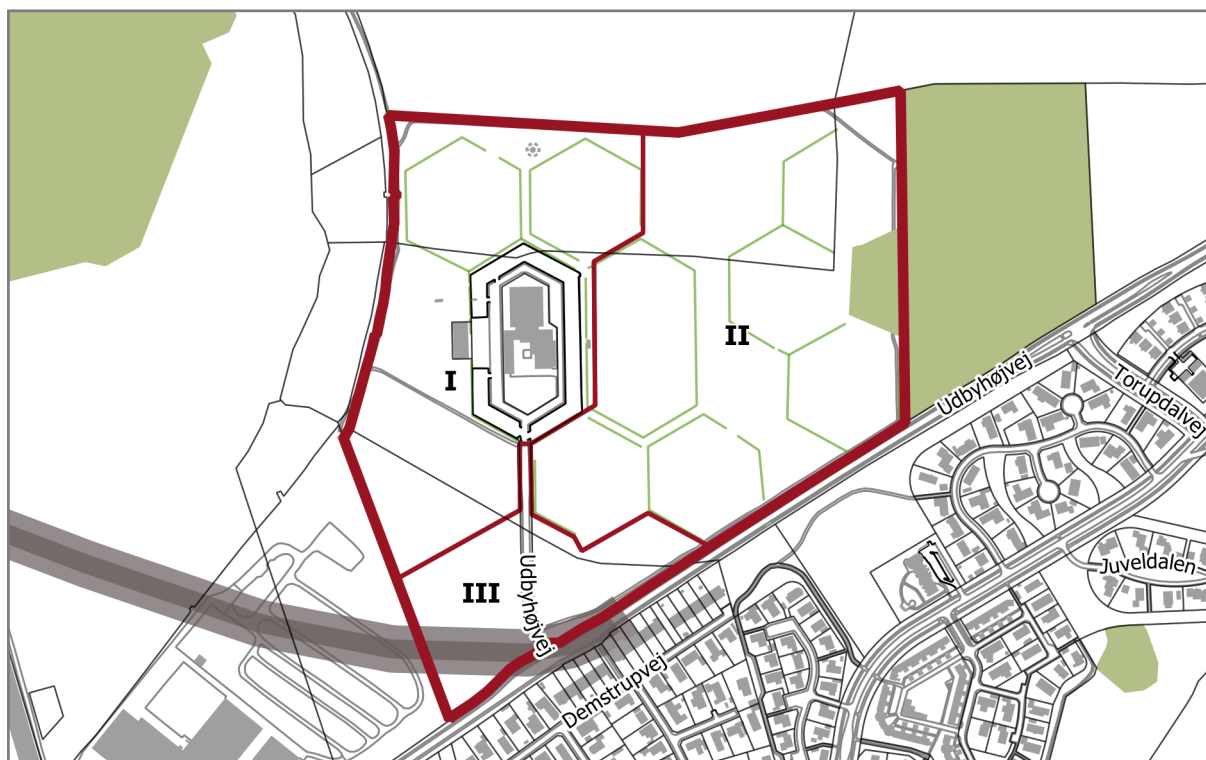 II
I
III
Udbyhøjvej
Udbyhøjvej
Torupdalvej
Juveldalen
Demstrupvej